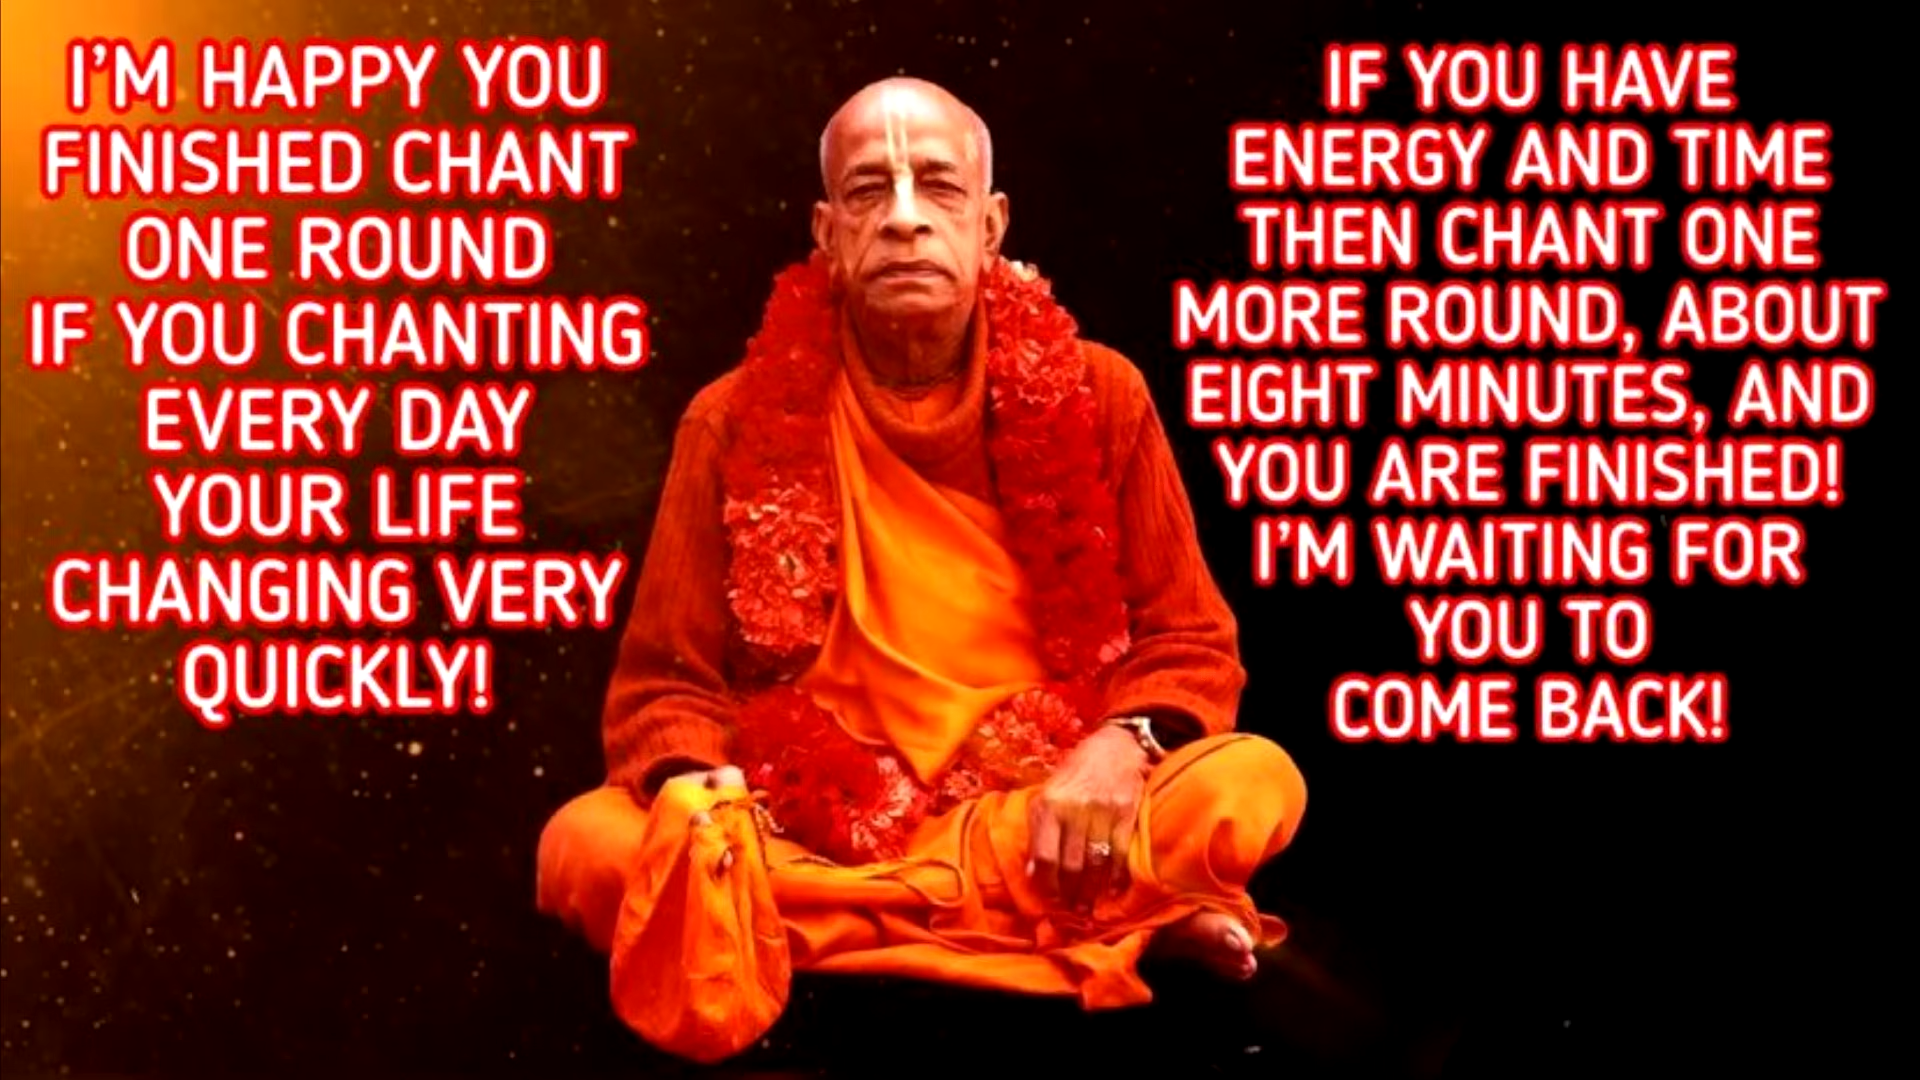 I'M HAPPY YOU
FINISHED CHANT
ONE ROUND
IF YOU CHANTING
EVERY DAY
YOUR LIFE
CHANGING VERY
QUICKLY!
IF YOU HAVE
ENERGY AND TIME
THEN CHANT ONE
MORE ROUND, ABOUT
EIGHT MINUTES, AND
YOU ARE FINISHED!
I'M WAITING FOR
YOU TO
COME BACK!